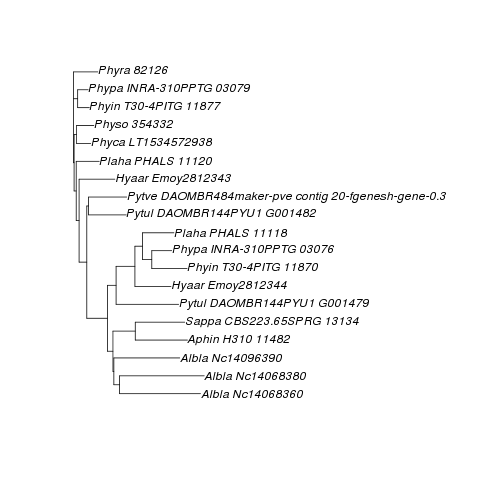 Phyra 82126
Phypa INRA-310PPTG 03079
Phyin T30-4PITG 11877
Physo 354332
Phyca LT1534572938
Plaha PHALS 11120
Hyaar Emoy2812343
Pytve DAOMBR484maker-pve contig 20-fgenesh-gene-0.3
Pytul DAOMBR144PYU1 G001482
Plaha PHALS 11118
Phypa INRA-310PPTG 03076
Phyin T30-4PITG 11870
Hyaar Emoy2812344
Pytul DAOMBR144PYU1 G001479
Sappa CBS223.65SPRG 13134
Aphin H310 11482
Albla Nc14096390
Albla Nc14068380
Albla Nc14068360